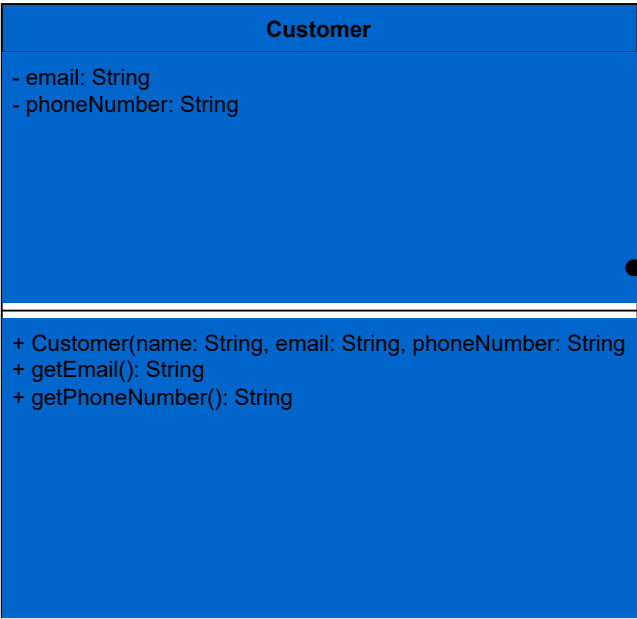 Customer
- email: String
- phoneNumber: String
+ Customer(name: String, email: String, phoneNumber: String
+ getEmail(): String
+ getPhoneNumber(): String